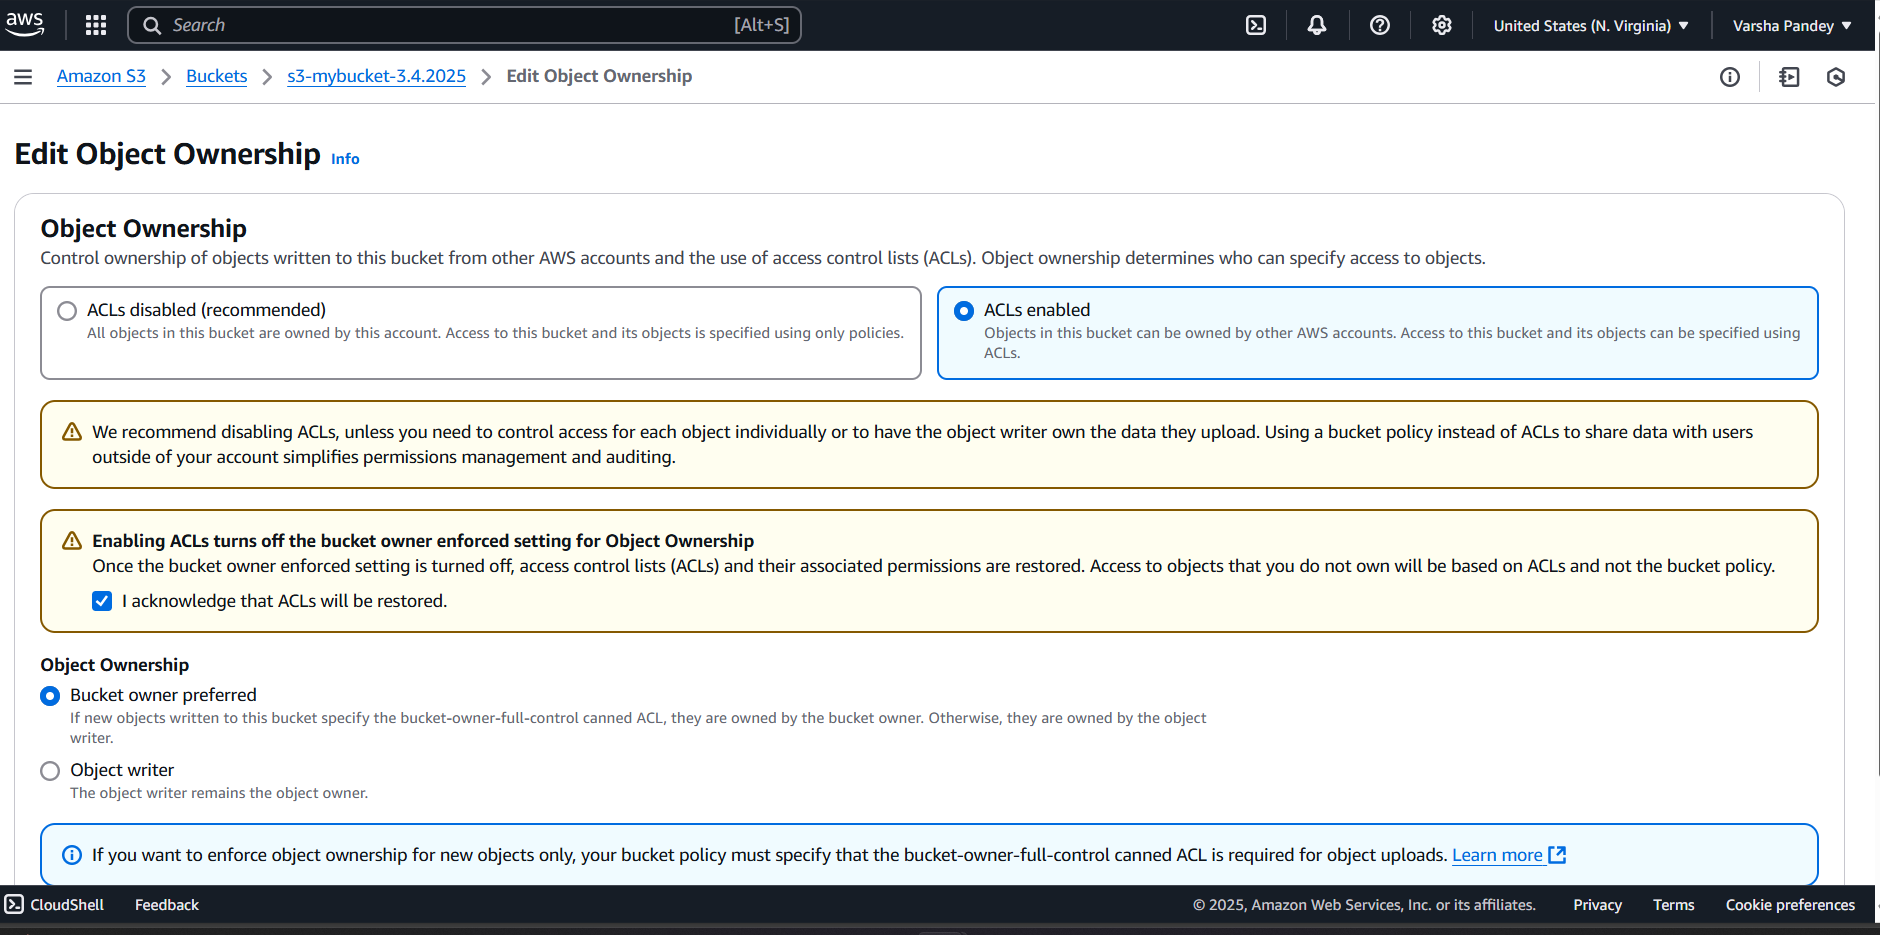 aws
Search
[Alt+S]
United States (N. Virginia)
Varsha Pandey
Amazon S3
Buckets
s3-mybucket-3.4.2025
Edit Object Ownership
Edit Object Ownership Info
Object Ownership
Control ownership of objects written to this bucket from other AWS accounts and the use of access control lists (ACLs). Object ownership determines who can specify access to objects.
ACLs disabled (recommended)
All objects in this bucket are owned by this account. Access to this bucket and its objects is specified using only policies.
ACLs enabled
Objects in this bucket can be owned by other AWS accounts. Access to this bucket and its objects can be specified using
ACLs.
We recommend disabling ACLs, unless you need to control access for each object individually or to have the object writer own the data they upload. Using a bucket policy instead of ACLs to share data with users
outside of your account simplifies permissions management and auditing.
Enabling ACLs turns off the bucket owner enforced setting for Object Ownership
Once the bucket owner enforced setting is turned off, access control lists (ACLs) and their associated permissions are restored. Access to objects that you do not own will be based on ACLs and not the bucket policy.
I acknowledge that ACLs will be restored.
Object Ownership
Bucket owner preferred
If new objects written to this bucket specify the bucket-owner-full-control canned ACL, they are owned by the bucket owner. Otherwise, they are owned by the object
writer.
Object writer
The object writer remains the object owner.
If you want to enforce object ownership for new objects only, your bucket policy must specify that the bucket-owner-full-control canned ACL is required for object uploads. Learn more
CloudShell
Feedback
© 2025, Amazon Web Services, Inc. or its affiliates.
Privacy
Terms
Cookie preferences